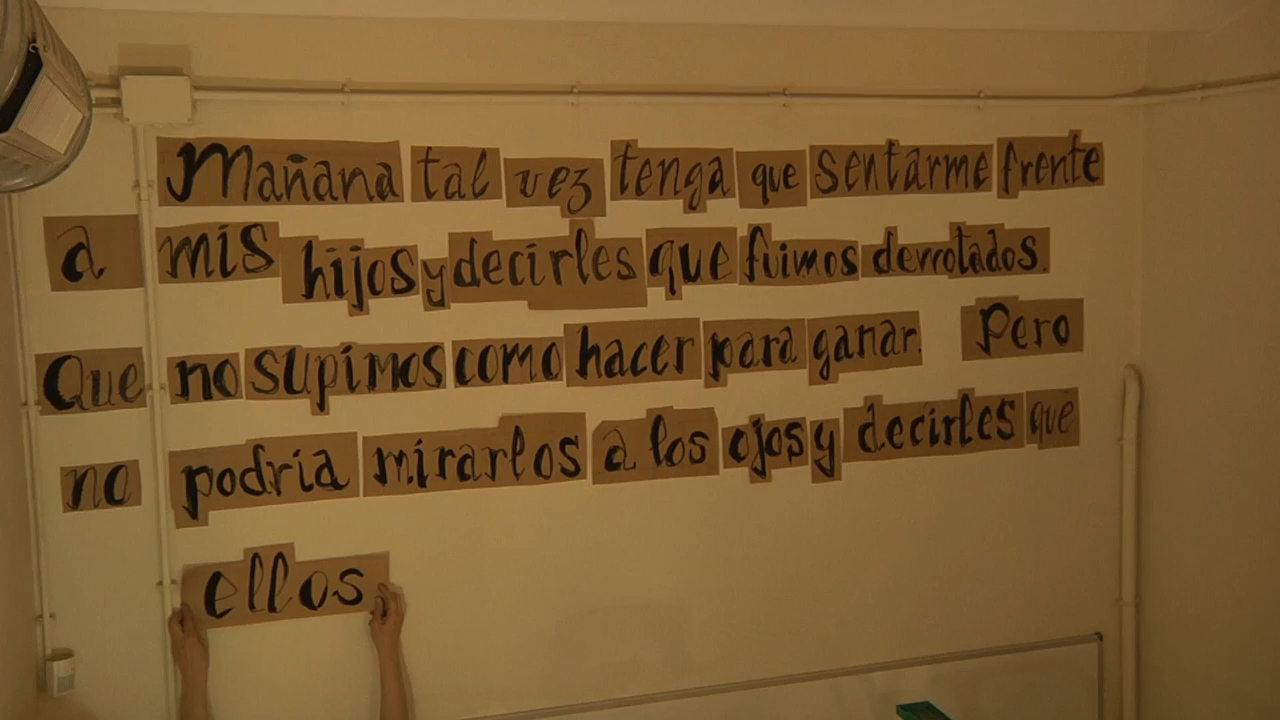 Mañana tal vez tenga que sentarme frente
a mis hijos y decirles que fuimos derrotados.
Que no supimos como hacer para ganar. Pero
no podría mirarlos a los ojos y decirles que
ellos